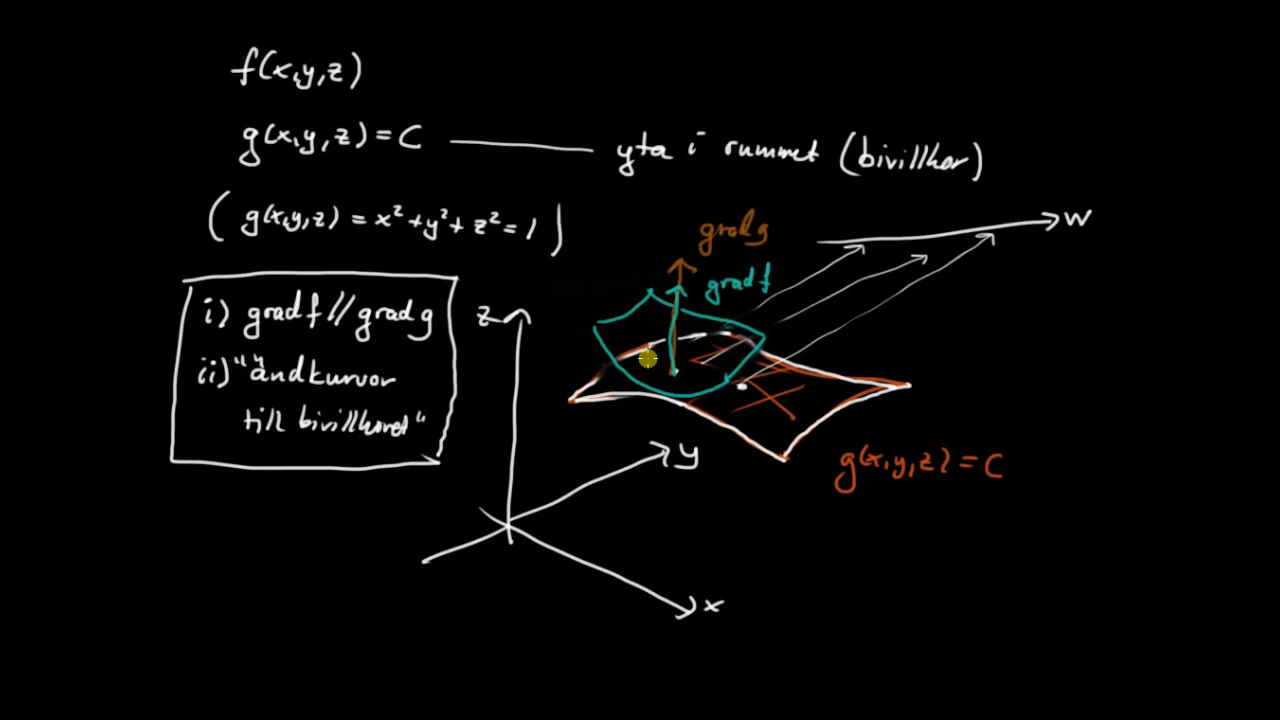 f(x,y,z)
g(x,y,z) = C yta i rummet (bivillkor)
( g(x,y,z) = x² + y² + z² = 1 )
W
grad g
grad f
i) grad f // grad g
ii) "ändkurvor
till bivillkoret"
z
y
g(x,y,z) = C
x